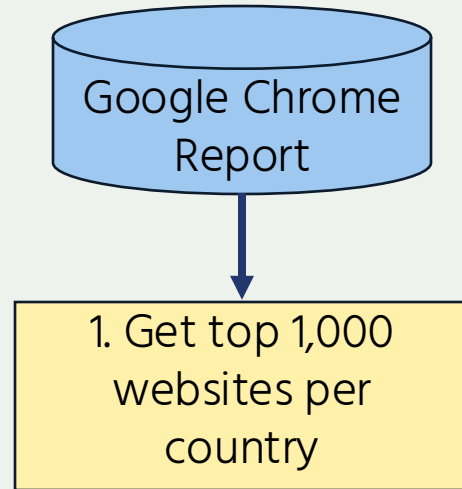 Google Chrome
Report
1. Get top 1,000
websites per
country